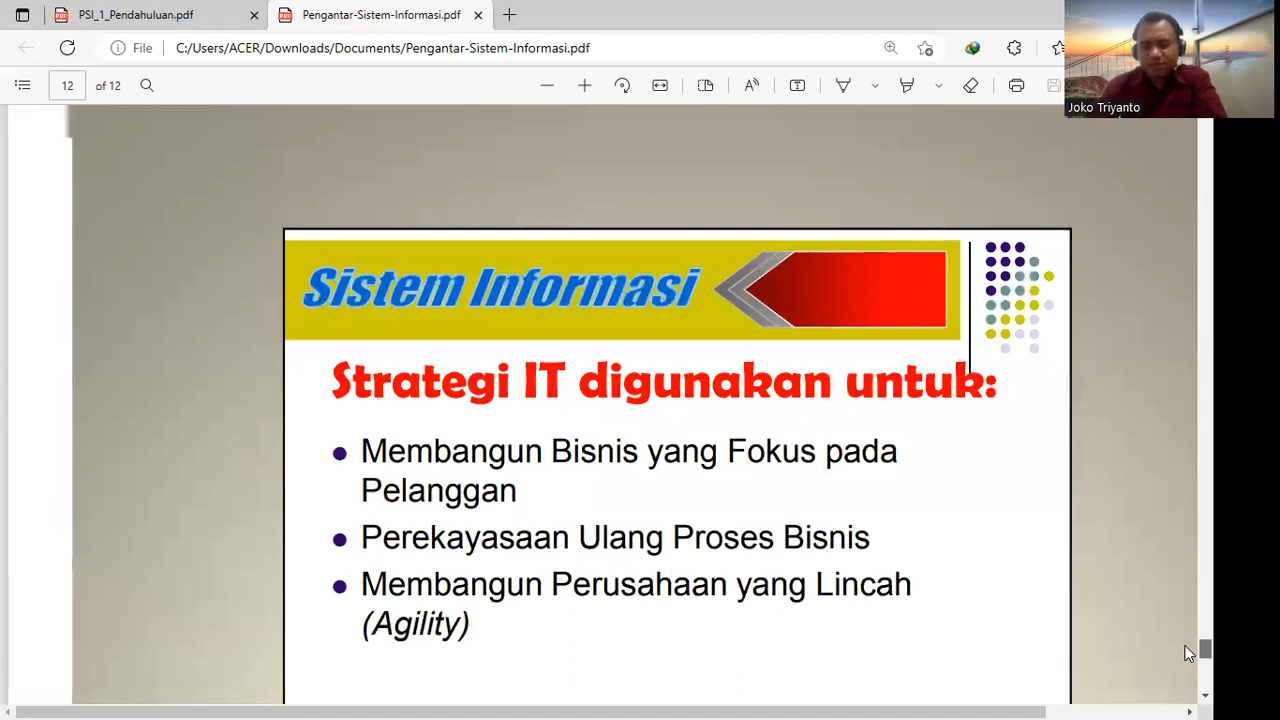 PSI_1_Pendahuluan.pdf
Pengantar-Sistem-Informasi.pdf
File
C:/Users/ACER/Downloads/Documents/Pengantar-Sistem-Informasi.pdf
12 of 12
Joko Triyanto
Sistem Informasi
Strategi IT digunakan untuk:
Membangun Bisnis yang Fokus pada
Pelanggan
Perekayasaan Ulang Proses Bisnis
Membangun Perusahaan yang Lincah
(Agility)